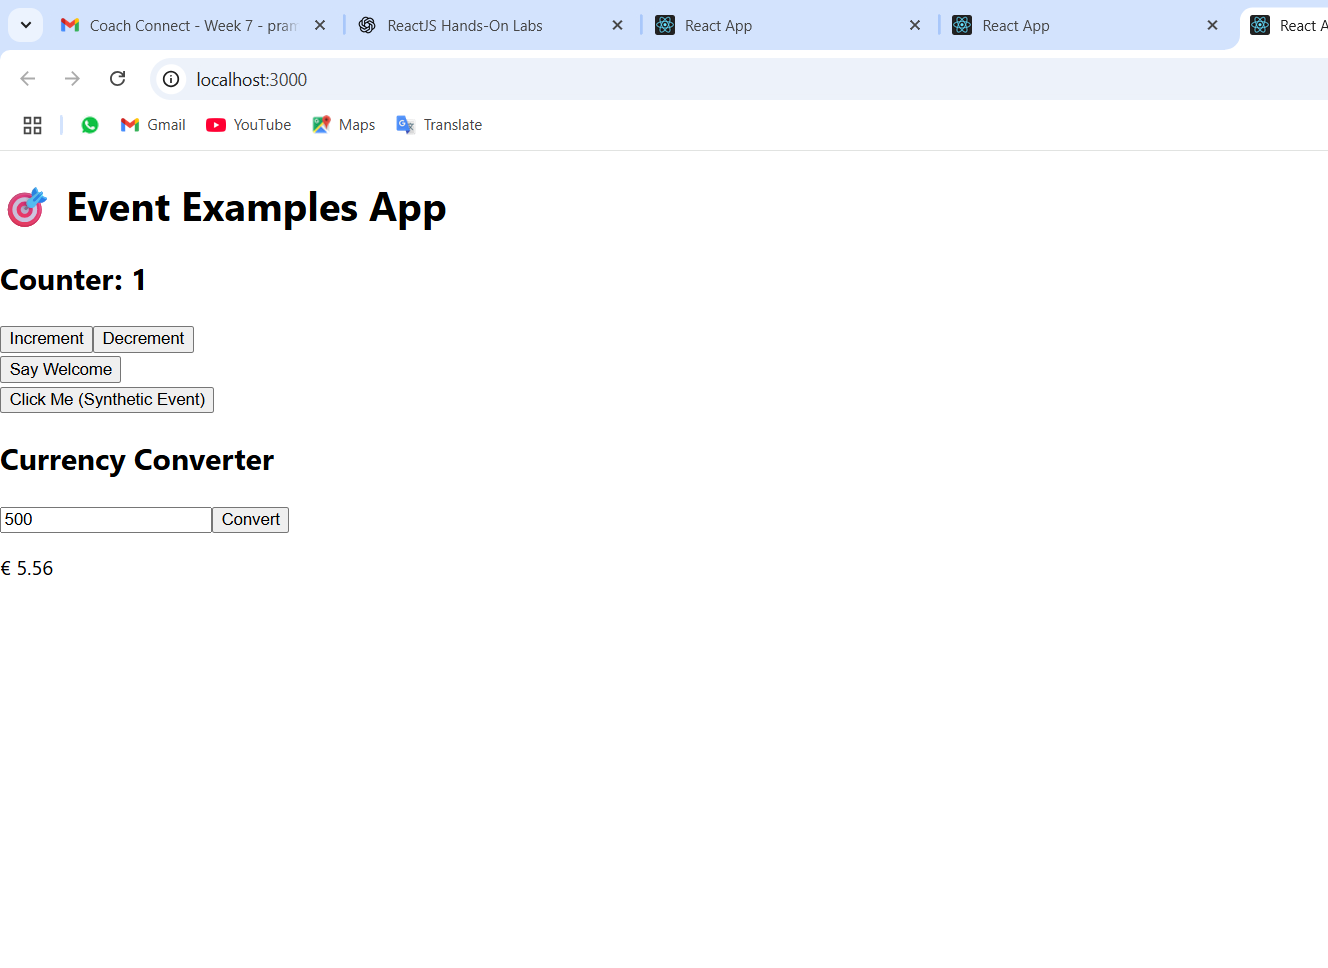 Coach Connect - Week 7 - pram
ReactJS Hands-On Labs
React App
React App
React A
localhost:3000
Gmail
YouTube
Maps
Translate
Event Examples App
Counter: 1
Increment Decrement
Say Welcome
Click Me (Synthetic Event)
Currency Converter
500 Convert
€ 5.56